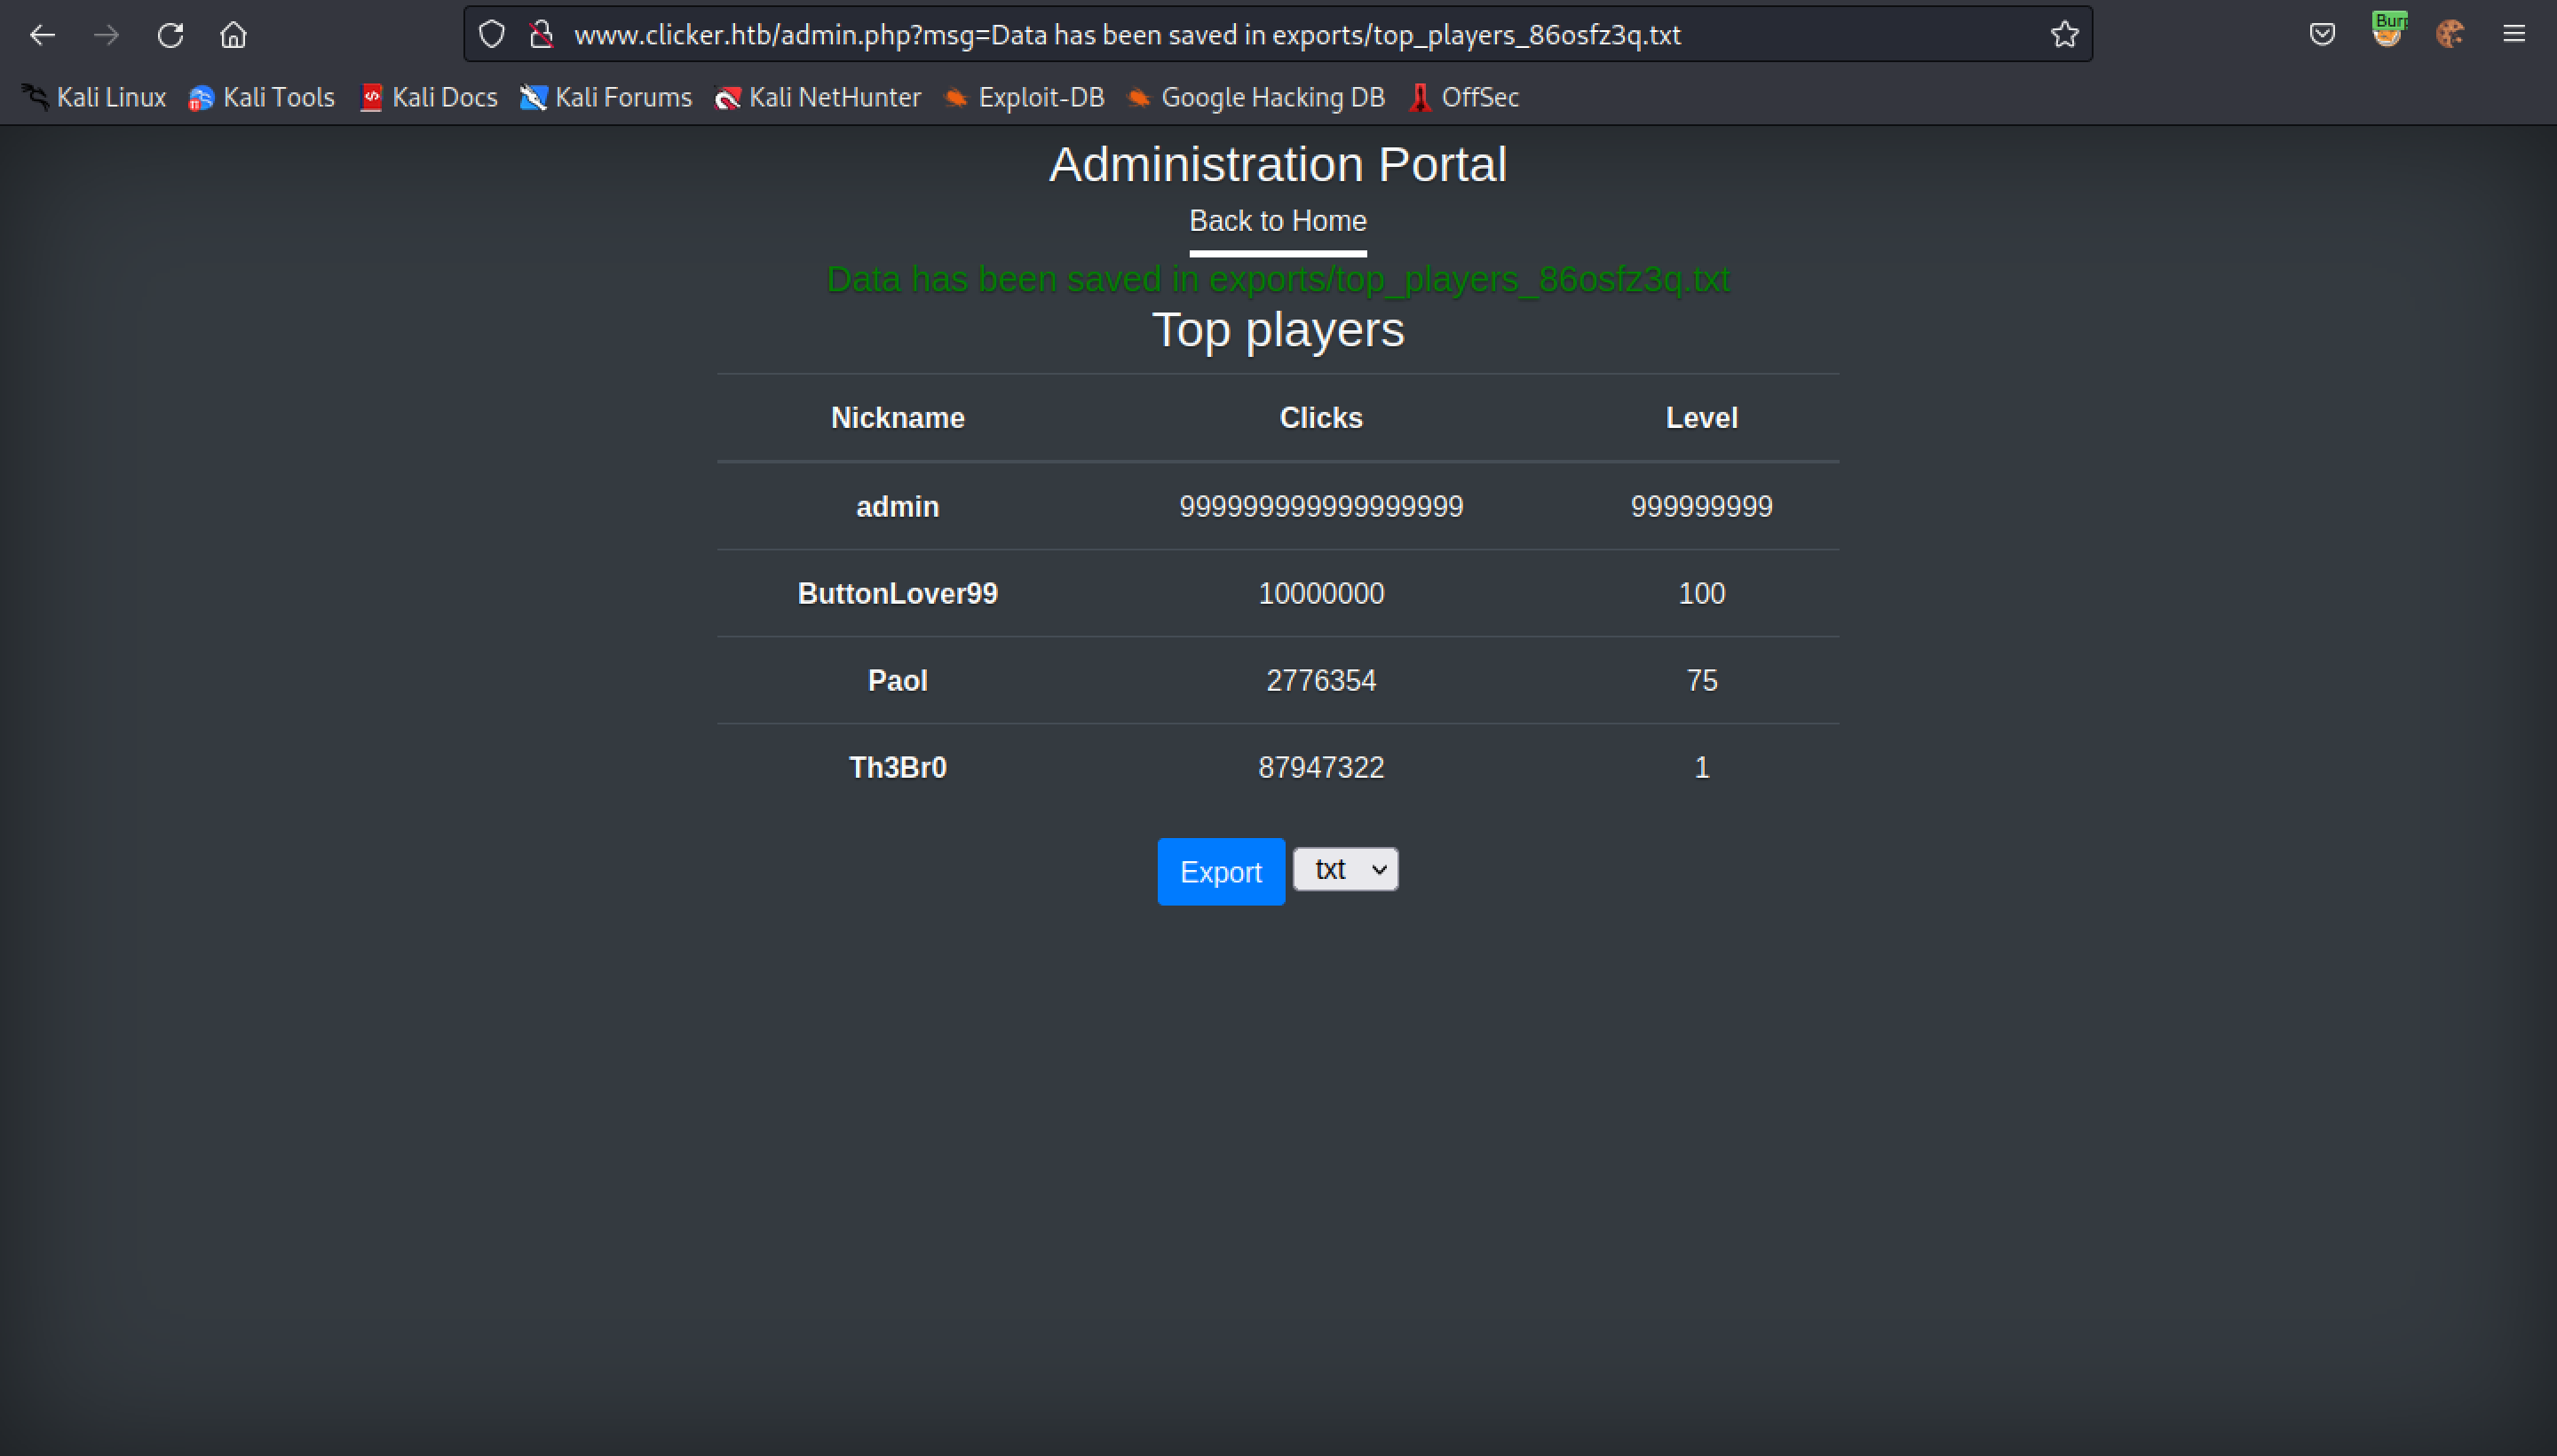 www.clicker.htb/admin.php?msg=Data has been saved in exports/top_players_86osfz3q.txt
Burp
Kali Linux Kali Tools Kali Docs Kali Forums Kali NetHunter Exploit-DB Google Hacking DB OffSec
Administration Portal
Back to Home
Data has been saved in exports/top_players_86osfz3q.txt
Top players
Nickname Clicks Level
admin 999999999999999999 999999999
ButtonLover99 10000000 100
Paol 2776354 75
Th3Br0 87947322 1
Export txt